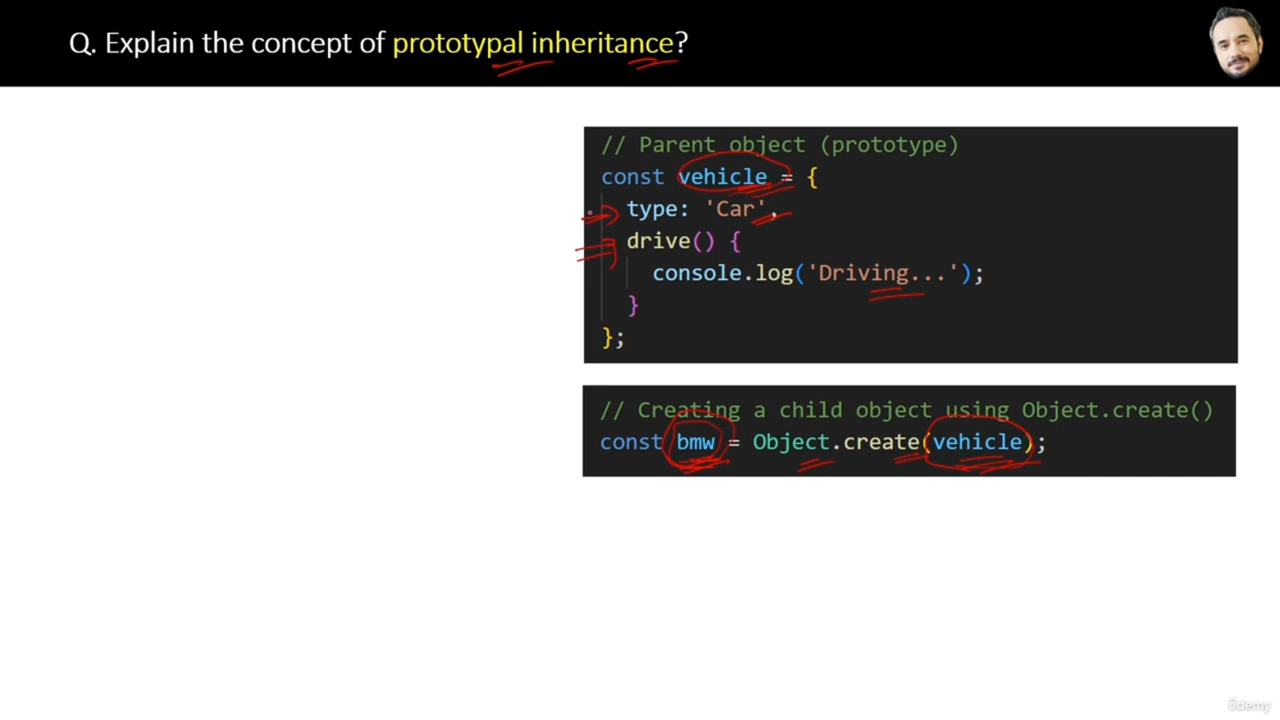 Q. Explain the concept of prototypal inheritance?
// Parent object (prototype)
const vehicle = {
type: 'Car',
drive() {
console.log('Driving...');
}
};
// Creating a child object using Object.create()
const bmw = Object.create(vehicle);
ûdemy